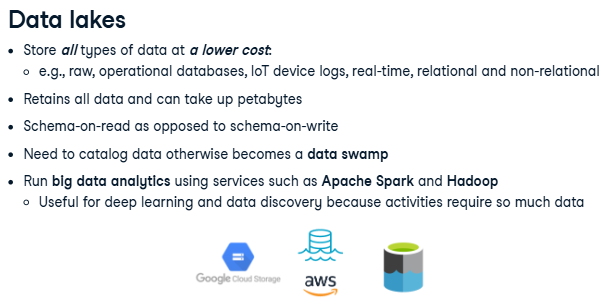 Data lakes
• Store all types of data at a lower cost:
○ e.g., raw, operational databases, IoT device logs, real-time, relational and non-relational
• Retains all data and can take up petabytes
• Schema-on-read as opposed to schema-on-write
• Need to catalog data otherwise becomes a data swamp
• Run big data analytics using services such as Apache Spark and Hadoop
○ Useful for deep learning and data discovery because activities require so much data
Google Cloud Storage
aws